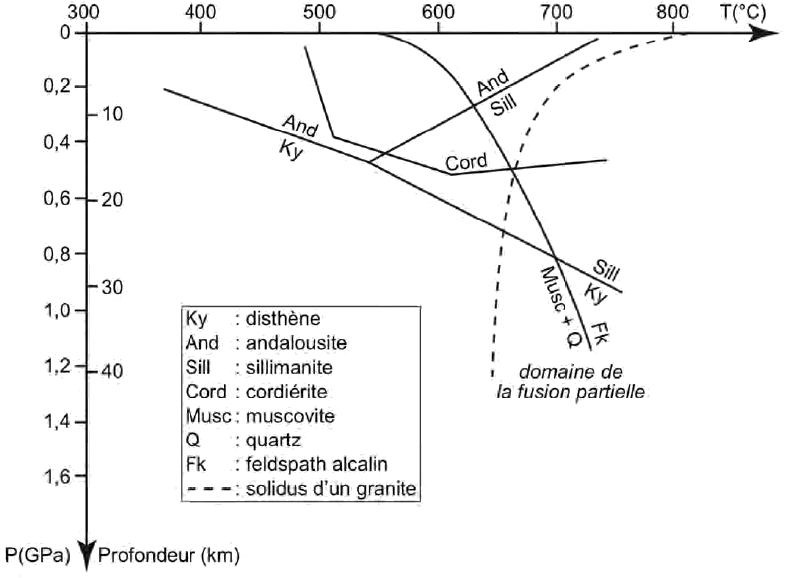 300 400 500 600 700 800 T(°C)
0
0,2
0,4
0,6
0,8
1,0
1,2
1,4
1,6
10
20
30
40
And
Ky
And
Sill
Cord
Sill
Ky
Musc + Q
Fk
domaine de
la fusion partielle
Ky : disthène
And : andalousite
Sill : sillimanite
Cord : cordiérite
Musc : muscovite
Q : quartz
Fk : feldspath alcalin
: solidus d'un granite
P(GPa) Profondeur (km)